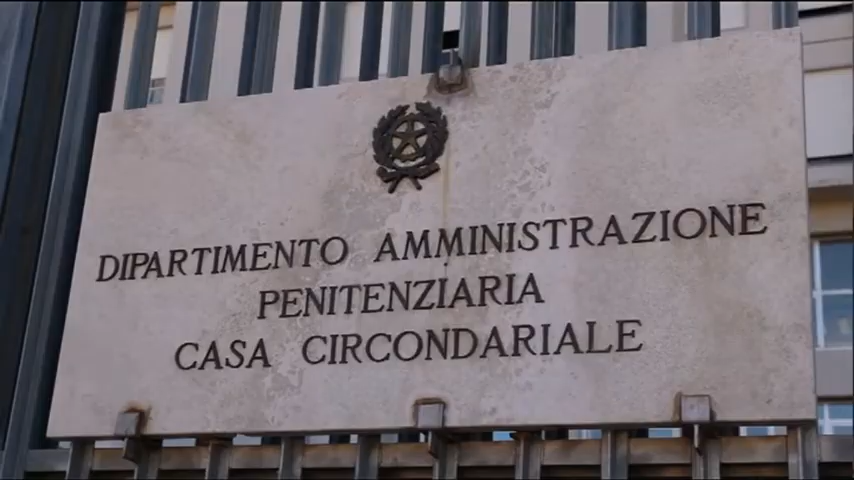 DIPARTIMENTO AMMINISTRAZIONE
PENITENZIARIA
CASA CIRCONDARIALE